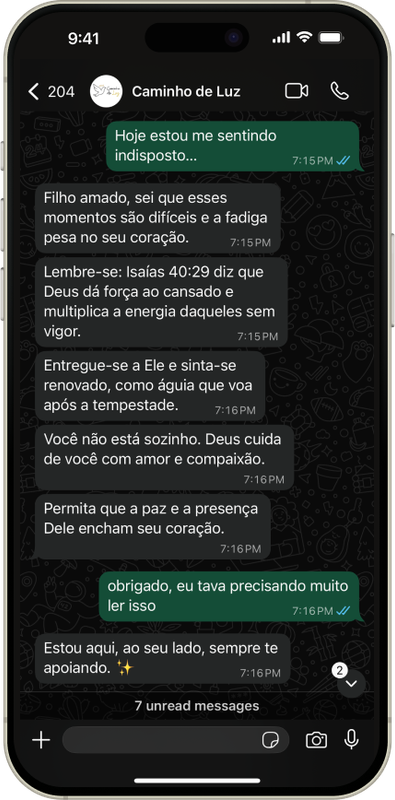 9:41
204
Caminho de Luz
Hoje estou me sentindo
indisposto...
7:15 PM
Filho amado, sei que esses
momentos são difíceis e a fadiga
pesa no seu coração.
7:15 PM
Lembre-se: Isaías 40:29 diz que
Deus dá força ao cansado e
multiplica a energia daqueles sem
vigor.
7:15 PM
Entregue-se a Ele e sinta-se
renovado, como águia que voa
após a tempestade.
7:16 PM
Você não está sozinho. Deus cuida
de você com amor e compaixão.
7:16 PM
Permita que a paz e a presença
Dele encham seu coração.
7:16 PM
obrigado, eu tava precisando muito
ler isso
7:16 PM
Estou aqui, ao seu lado, sempre te
apoiando. ✨
7:16 PM
2
7 unread messages